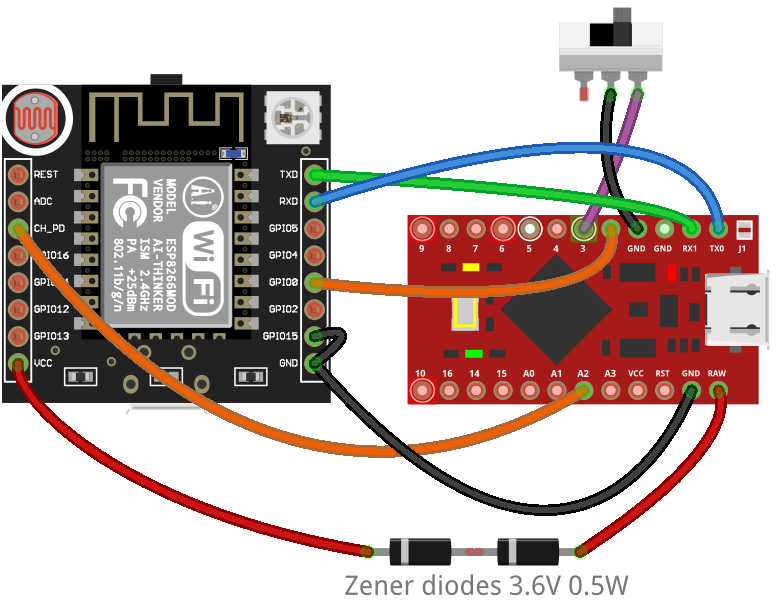 REST
ADC
CH_PD
GPIO16
GPIO12
GPIO13
VCC
TXD
RXD
GPIO5
GPIO4
GPIO0
GPIO2
GPIO15
GND
MODEL ESP8266MOD
VENDOR AI-THINKER
ISM 2.4GHz
PA +25dBm
802.11b/g/n
FC
Ai
Wi Fi
9
8
7
6
5
4
3
GND
GND
RX1
TX0
J1
10
16
14
15
A0
A1
A2
A3
VCC
RST
GND
RAW
Zener diodes 3.6V 0.5W